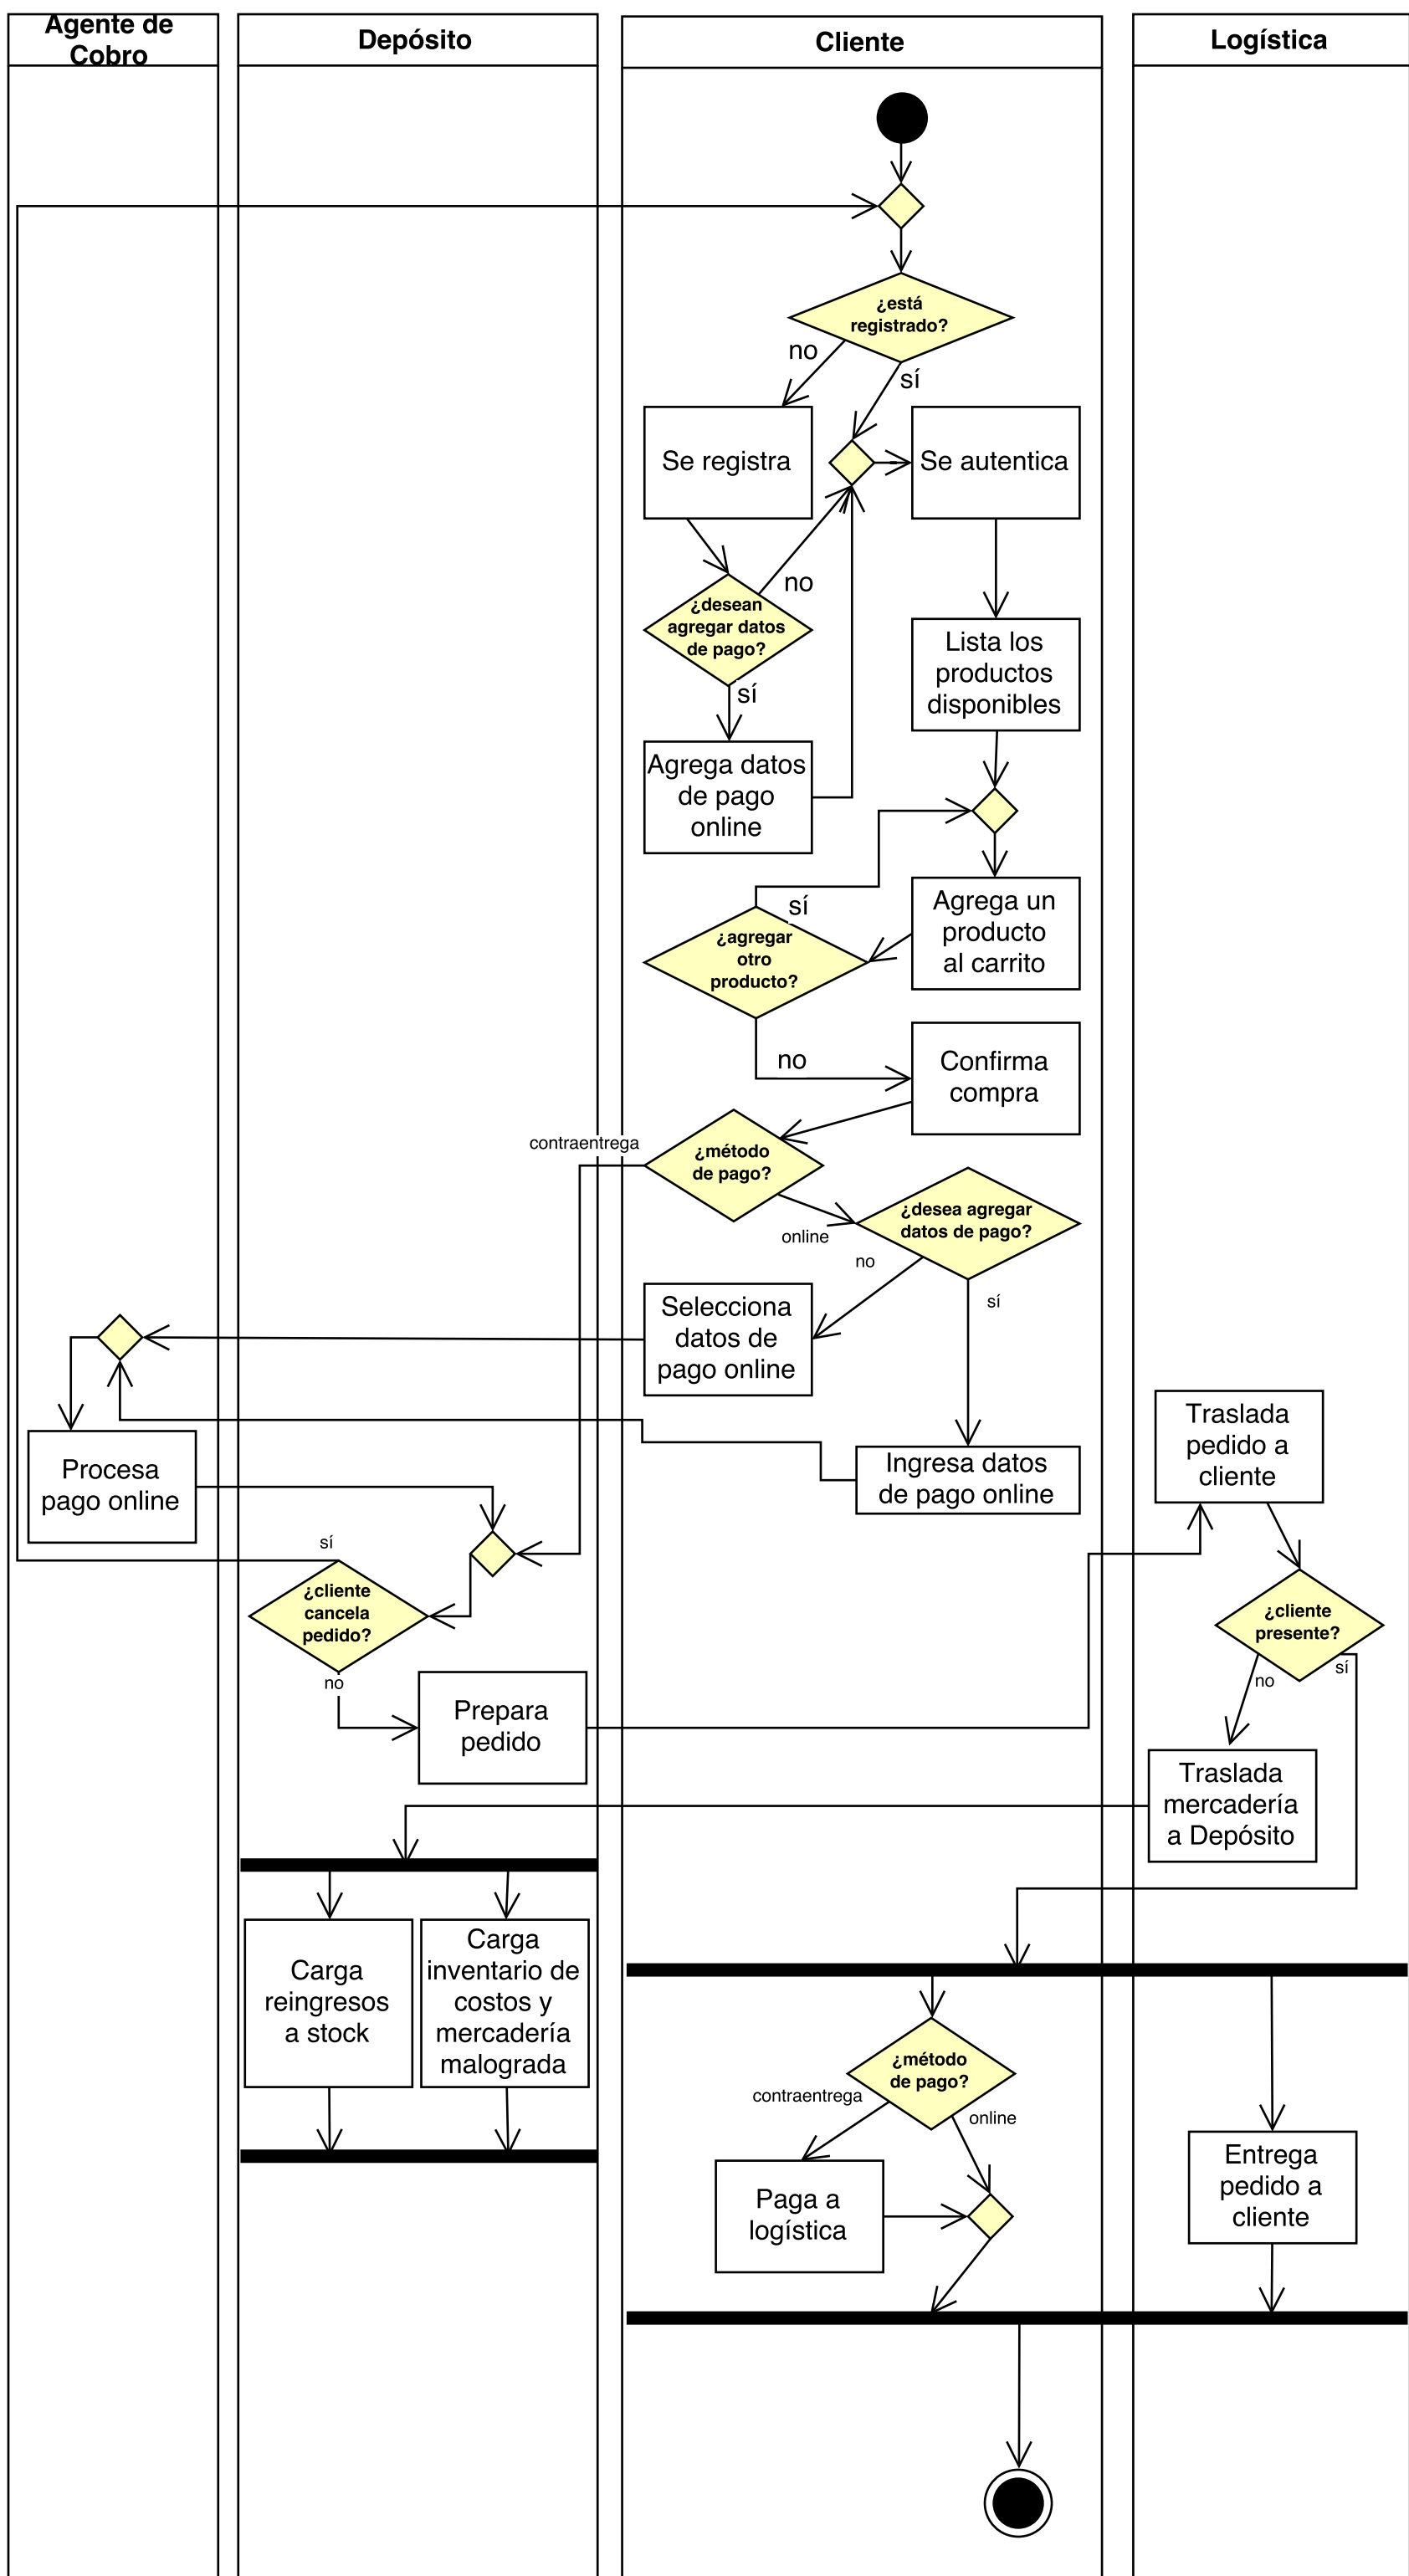 Agente de
Cobro
Depósito
Cliente
Logística
¿está
registrado?
no
sí
Se registra
Se autentica
¿desean
agregar datos
de pago?
no
sí
Lista los
productos
disponibles
Agrega datos
de pago
online
Agrega un
producto
al carrito
sí
¿agregar
otro
producto?
no
Confirma
compra
contraentrega
¿método
de pago?
online
¿desea agregar
datos de pago?
no
sí
Selecciona
datos de
pago online
Ingresa datos
de pago online
Procesa
pago online
Traslada
pedido a
cliente
sí
¿cliente
cancela
pedido?
no
Prepara
pedido
¿cliente
presente?
no
sí
Traslada
mercadería
a Depósito
Carga
reingresos
a stock
Carga
inventario de
costos y
mercadería
malograda
¿método
de pago?
contraentrega
online
Paga a
logística
Entrega
pedido a
cliente